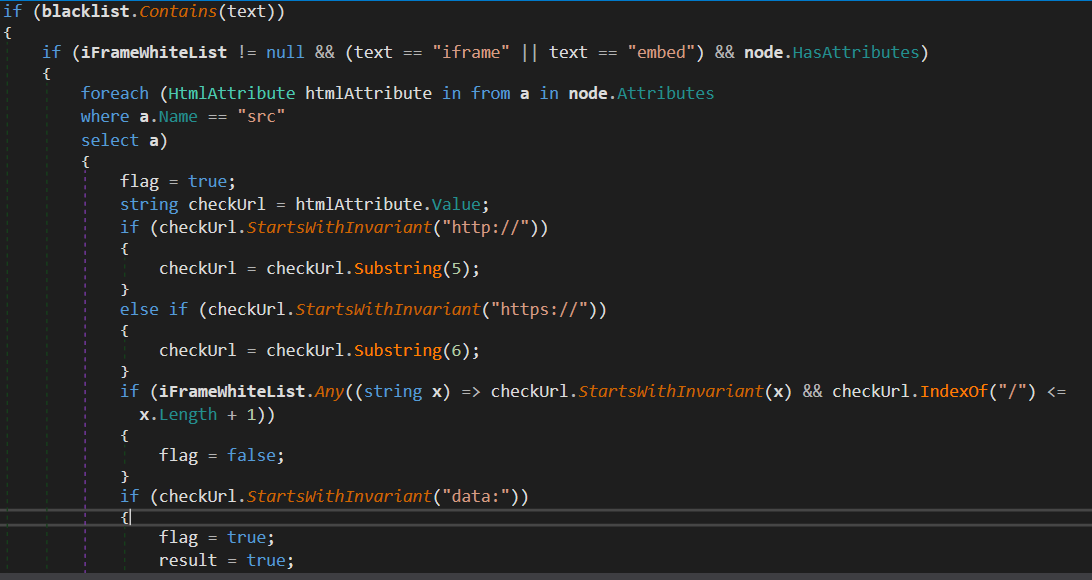 if (blacklist.Contains(text))
{
if (iFrameWhiteList != null && (text == "iframe" || text == "embed") && node.HasAttributes)
{
foreach (HtmlAttribute htmlAttribute in from a in node.Attributes
where a.Name == "src"
select a)
{
flag = true;
string checkUrl = htmlAttribute.Value;
if (checkUrl.StartsWithInvariant("http://"))
{
checkUrl = checkUrl.Substring(5);
}
else if (checkUrl.StartsWithInvariant("https://"))
{
checkUrl = checkUrl.Substring(6);
}
if (iFrameWhiteList.Any((string x) => checkUrl.StartsWithInvariant(x) && checkUrl.IndexOf("/") <=
x.Length + 1))
{
flag = false;
}
if (checkUrl.StartsWithInvariant("data:"))
{
flag = true;
result = true;